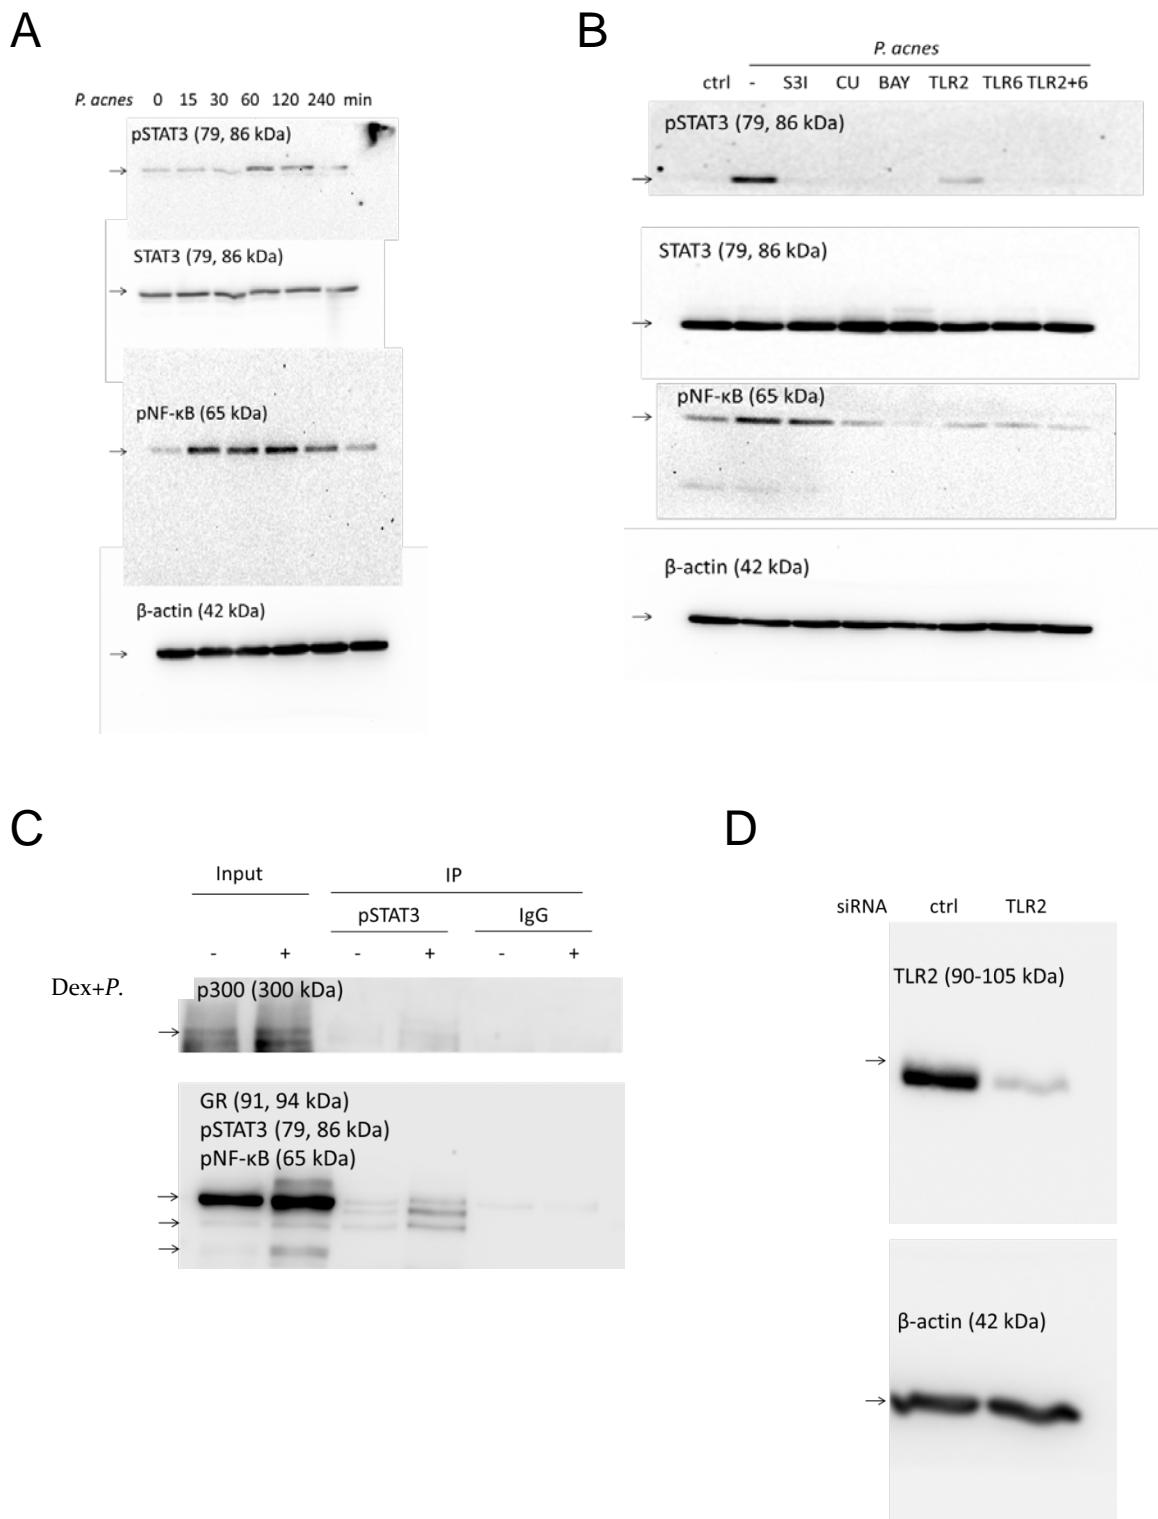 A
P. acnes 0 15 30 60 120 240 min
pSTAT3 (79, 86 kDa)
STAT3 (79, 86 kDa)
pNF-κB (65 kDa)
β-actin (42 kDa)
B
P. acnes
ctrl - S3I CU BAY TLR2 TLR6 TLR2+6
pSTAT3 (79, 86 kDa)
STAT3 (79, 86 kDa)
pNF-κB (65 kDa)
β-actin (42 kDa)
C
Input IP
pSTAT3 IgG
- + - + - +
Dex+P.
p300 (300 kDa)
GR (91, 94 kDa)
pSTAT3 (79, 86 kDa)
pNF-κB (65 kDa)
D
siRNA ctrl TLR2
TLR2 (90-105 kDa)
β-actin (42 kDa)